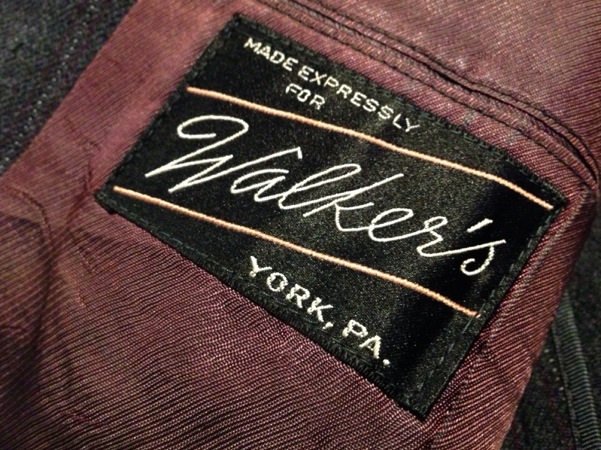 MADE EXPRESSLY
FOR
Walker's
YORK, PA.